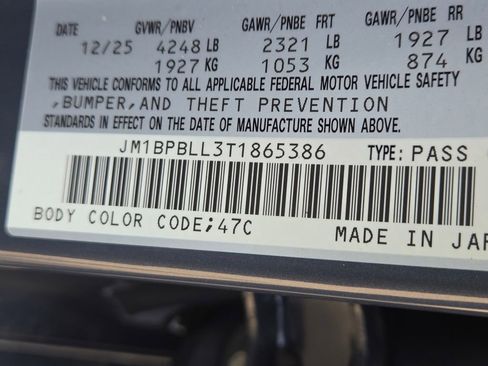 DATE GVWR/PNBV GAWR/PNBE FRT GAWR/PNBE RR
12/25 4248 LB 2321 LB 1927 LB
1927 KG 1053 KG 874 KG
THIS VEHICLE CONFORMS TO ALL APPLICABLE FEDERAL MOTOR VEHICLE SAFETY
,BUMPER,AND THEFT PREVENTION
STANDARDS IN EFFECT ON THE DATE OF MANUFACTURE SHOWN ABOVE.
JM1BPBLL3T1865386 TYPE: PASS
BODY COLOR CODE;47C MADE IN JAP